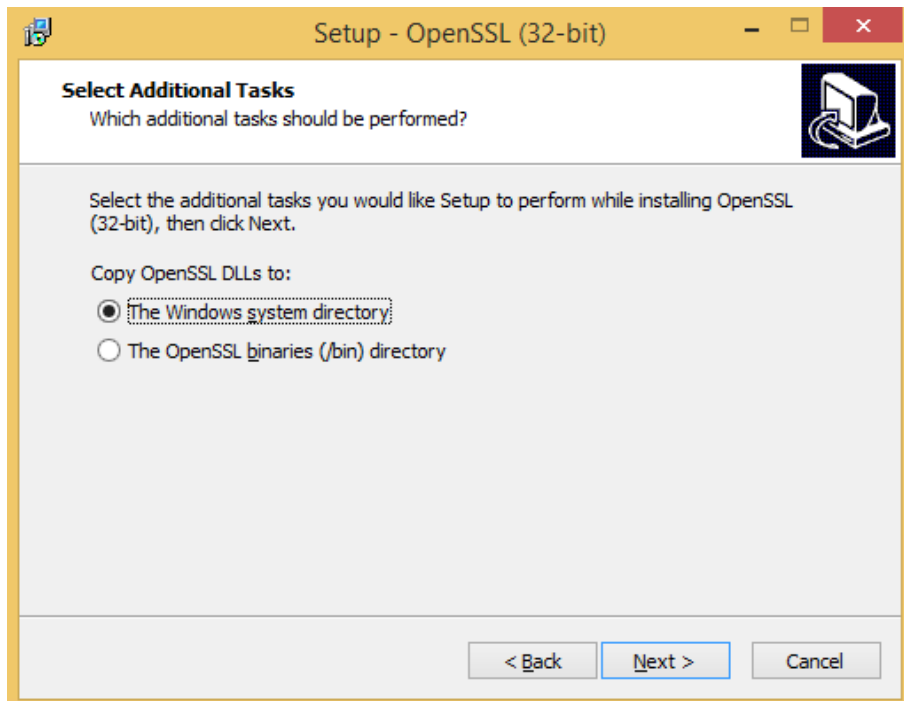 Setup - OpenSSL (32-bit)
Select Additional Tasks
Which additional tasks should be performed?
Select the additional tasks you would like Setup to perform while installing OpenSSL
(32-bit), then click Next.
Copy OpenSSL DLLs to:
The Windows system directory
The OpenSSL binaries (/bin) directory
< Back Next > Cancel